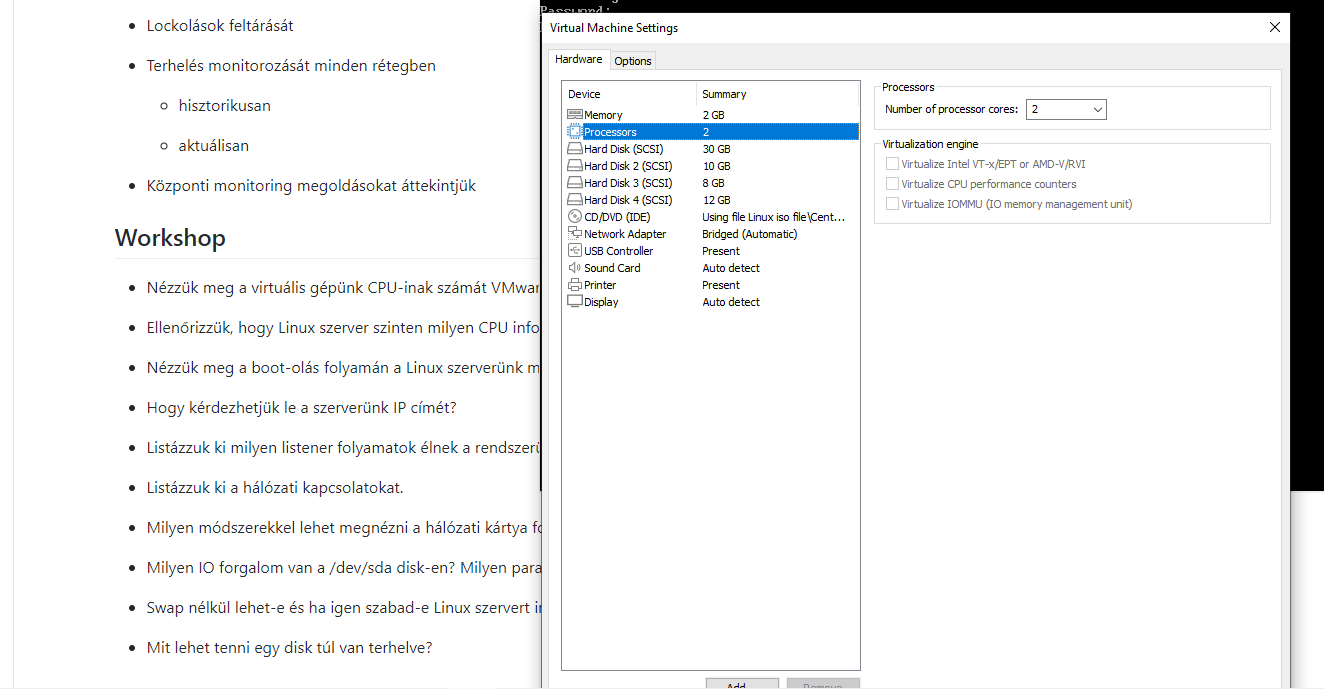 Lockolások feltárását
Terhelés monitorozását minden rétegben
hisztorikusan
aktuálisan
Központi monitoring megoldásokat áttekintjük
Workshop
Nézzük meg a virtuális gépünk CPU-inak számát
Ellenőrizzük, hogy Linux szerver szinten milyen CPU
Nézzük meg a boot-olás folyamán a Linux szerverünk
Hogy kérdezhetjük le a szerverünk IP címét?
Listázzuk ki milyen listener folyamatok élnek a
Listázzuk ki a hálózati kapcsolatokat.
Milyen módszerekkel lehet megnézni a hálózati kártya
Milyen IO forgalom van a /dev/sda disk-en? Milyen
Swap nélkül lehet-e és ha igen szabad-e Linux szervert
Mit lehet tenni egy disk túl van terhelve?
Password:
Virtual Machine Settings
Hardware Options
Device Summary
Memory 2 GB
Processors 2
Hard Disk (SCSI) 30 GB
Hard Disk 2 (SCSI) 10 GB
Hard Disk 3 (SCSI) 8 GB
Hard Disk 4 (SCSI) 12 GB
CD/DVD (IDE) Using file Linux iso file\Cent...
Network Adapter Bridged (Automatic)
USB Controller Present
Sound Card Auto detect
Printer Present
Display Auto detect
Add... Remove
Processors
Number of processor cores: 2
Virtualization engine
Virtualize Intel VT-x/EPT or AMD-V/RVI
Virtualize CPU performance counters
Virtualize IOMMU (IO memory management unit)